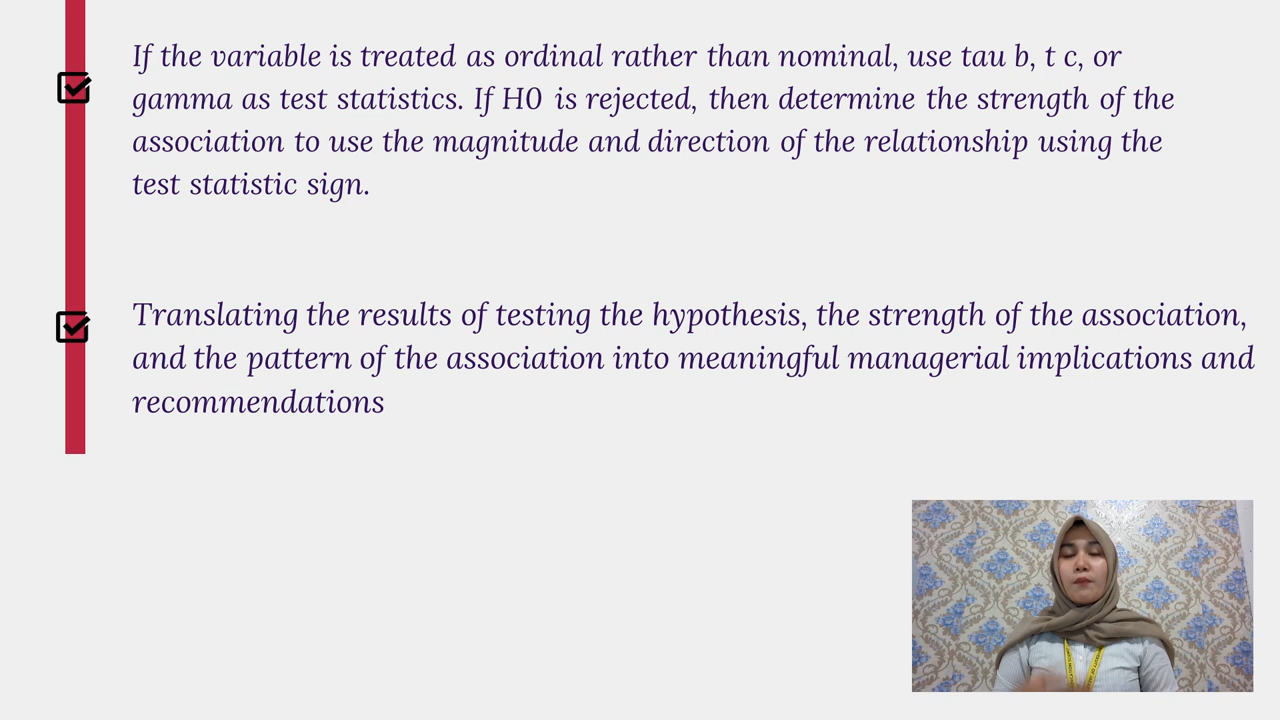 If the variable is treated as ordinal rather than nominal, use tau b, t c, or
gamma as test statistics. If H0 is rejected, then determine the strength of the
association to use the magnitude and direction of the relationship using the
test statistic sign.
Translating the results of testing the hypothesis, the strength of the association,
and the pattern of the association into meaningful managerial implications and
recommendations